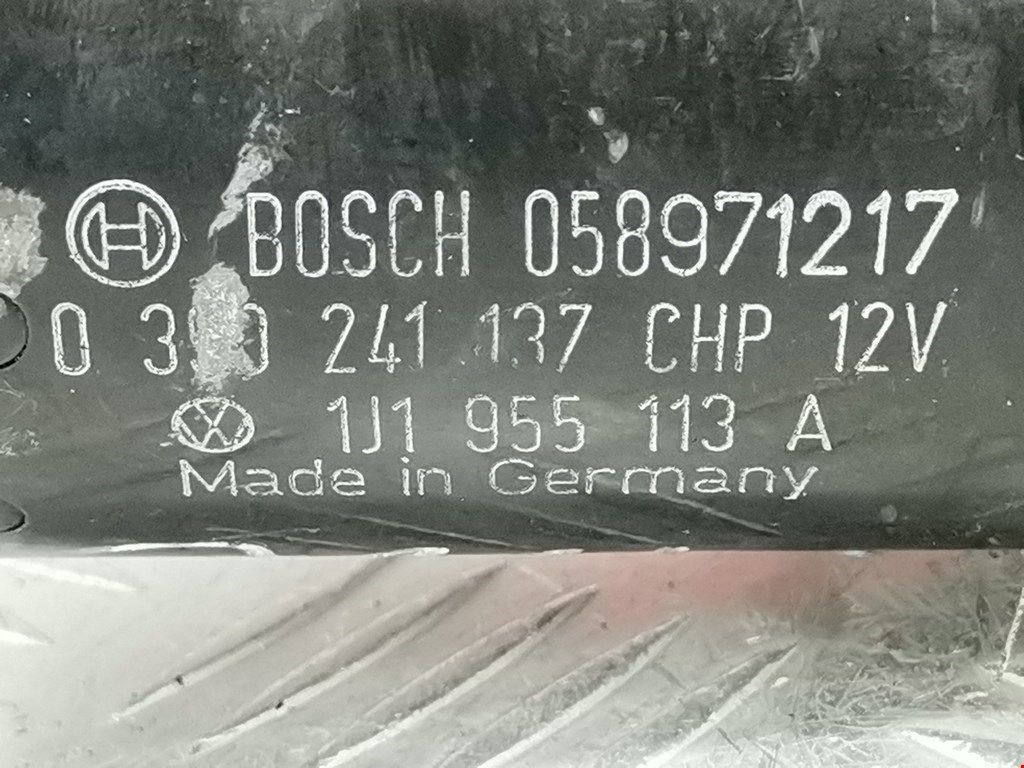 BOSCH 058971217
0 241 137 CHP 12V
1J1 955 113 A
Made in Germany